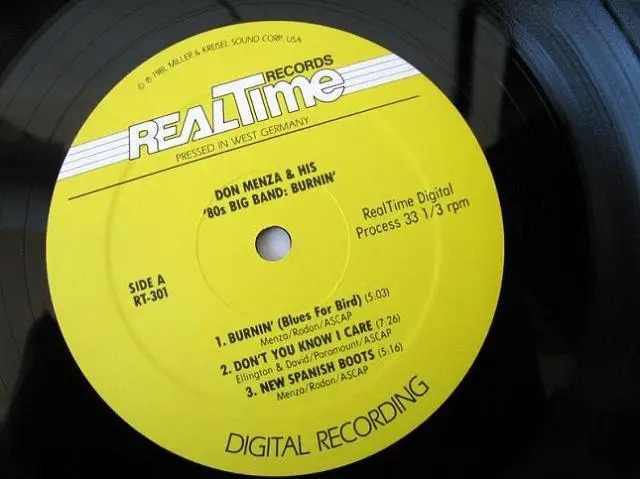 © ℗ 1981, MILLER & KREISEL SOUND CORP., USA
REALTime RECORDS
PRESSED IN WEST GERMANY
DON MENZA & HIS
'80s BIG BAND: BURNIN'
RealTime Digital
Process 33 1/3 rpm
SIDE A
RT-301
1. BURNIN' (Blues For Bird) (5:03)
Menza/Rodon/ASCAP
2. DON'T YOU KNOW I CARE (7:26)
Ellington & David/Paramount/ASCAP
3. NEW SPANISH BOOTS (5:16)
Menza/Rodon/ASCAP
DIGITAL RECORDING